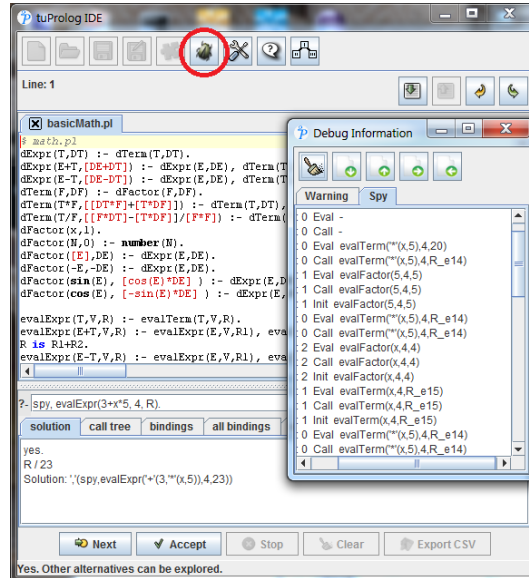 tuProlog IDE
Line: 1
basicMath.pl
% math.pl
dExpr(T,DT) :- dTerm(T,DT).
dExpr(E+T,[DE+DT]) :- dExpr(E,DE), dTerm(T
dExpr(E-T,[DE-DT]) :- dExpr(E,DE), dTerm(T
dTerm(F,DF) :- dFactor(F,DF).
dTerm(T*F,[[DT*F]+[T*DF]]) :- dTerm(T,DT),
dTerm(T/F,[[F*DT]-[T*DF]]/[F*F]) :- dTerm(
dFactor(x,1).
dFactor(N,0) :- number(N).
dFactor([E],DE) :- dExpr(E,DE).
dFactor(-E,-DE) :- dExpr(E,DE).
dFactor(sin(E), [cos(E)*DE] ) :- dExpr(E,D
dFactor(cos(E), [-sin(E)*DE] ) :- dExpr(E,
evalExpr(T,V,R) :- evalTerm(T,V,R).
evalExpr(E+T,V,R) :- evalExpr(E,V,R1), eva
R is R1+R2.
evalExpr(E-T,V,R) :- evalExpr(E,V,R1), eva
?- spy, evalExpr(3+x*5, 4, R).
solution call tree bindings all bindings
yes.
R / 23
Solution: ','(spy,evalExpr('+'(3,'*'(x,5)),4,23))
Next Accept Stop Clear Export CSV
Yes. Other alternatives can be explored.
Debug Information
Warning Spy
: 0 Eval -
: 0 Call -
: 0 Eval evalTerm('*'(x,5),4,20)
: 0 Call evalTerm('*'(x,5),4,R_e14)
: 1 Eval evalFactor(5,4,5)
: 1 Call evalFactor(5,4,5)
: 1 Init evalFactor(5,4,5)
: 0 Eval evalTerm('*'(x,5),4,R_e14)
: 0 Call evalTerm('*'(x,5),4,R_e14)
: 2 Eval evalFactor(x,4,4)
: 2 Call evalFactor(x,4,4)
: 2 Init evalFactor(x,4,4)
: 1 Eval evalTerm(x,4,R_e15)
: 1 Call evalTerm(x,4,R_e15)
: 1 Init evalTerm(x,4,R_e15)
: 0 Eval evalTerm('*'(x,5),4,R_e14)
: 0 Call evalTerm('*'(x,5),4,R_e14)